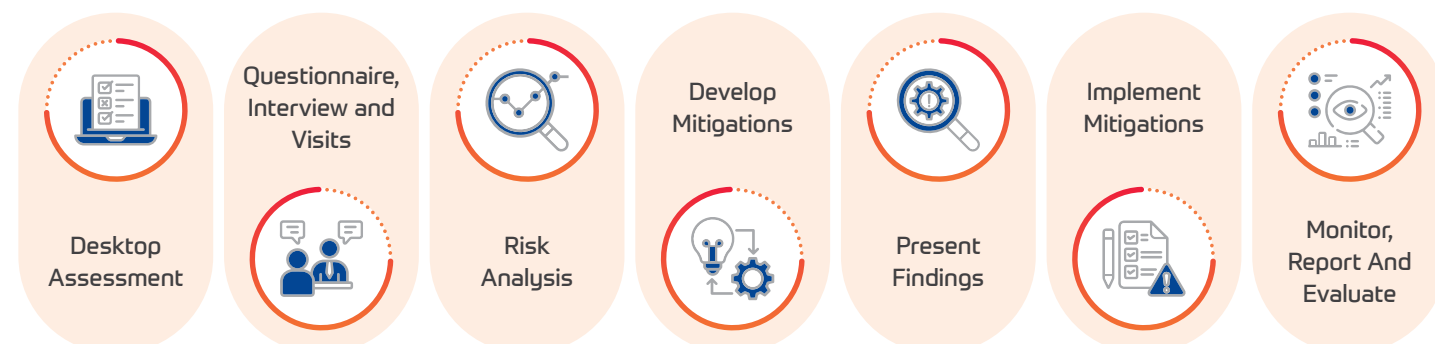 Desktop
Assessment
Questionnaire,
Interview and
Visits
Risk
Analysis
Develop
Mitigations
Present
Findings
Implement
Mitigations
Monitor,
Report And
Evaluate